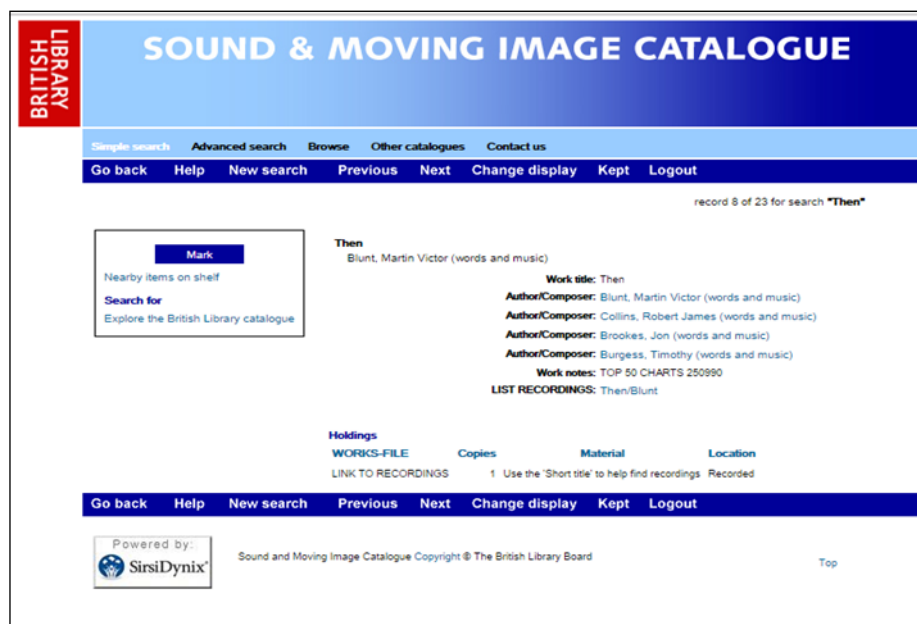 BRITISH
LIBRARY
SOUND & MOVING IMAGE CATALOGUE
Simple search Advanced search Browse Other catalogues Contact us
Go back Help New search Previous Next Change display Kept Logout
record 8 of 23 for search "Then"
Mark
Nearby items on shelf
Search for
Explore the British Library catalogue
Then
Blunt, Martin Victor (words and music)
Work title: Then
Author/Composer: Blunt, Martin Victor (words and music)
Author/Composer: Collins, Robert James (words and music)
Author/Composer: Brookes, Jon (words and music)
Author/Composer: Burgess, Timothy (words and music)
Work notes: TOP 50 CHARTS 250990
LIST RECORDINGS: Then/Blunt
Holdings
WORKS-FILE Copies Material Location
LINK TO RECORDINGS 1 Use the 'Short title' to help find recordings Recorded
Go back Help New search Previous Next Change display Kept Logout
Powered by:
SirsiDynix
Sound and Moving Image Catalogue Copyright © The British Library Board
Top